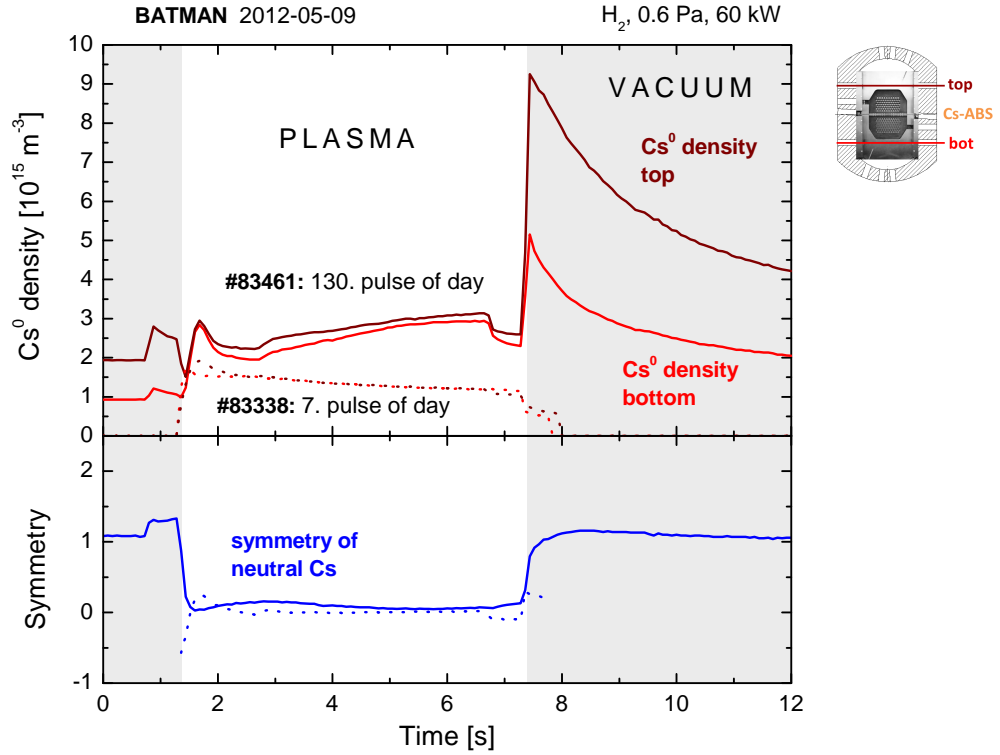 BATMAN 2012-05-09
H₂, 0.6 Pa, 60 kW
10
9
8
7
6
5
4
3
2
1
0
Cs⁰ density [10¹⁵ m⁻³]
PLASMA
VACUUM
Cs⁰ density
top
#83461: 130. pulse of day
Cs⁰ density
bottom
#83338: 7. pulse of day
top
Cs-ABS
bot
2
1
0
-1
Symmetry
symmetry of
neutral Cs
0
2
4
6
8
10
12
Time [s]